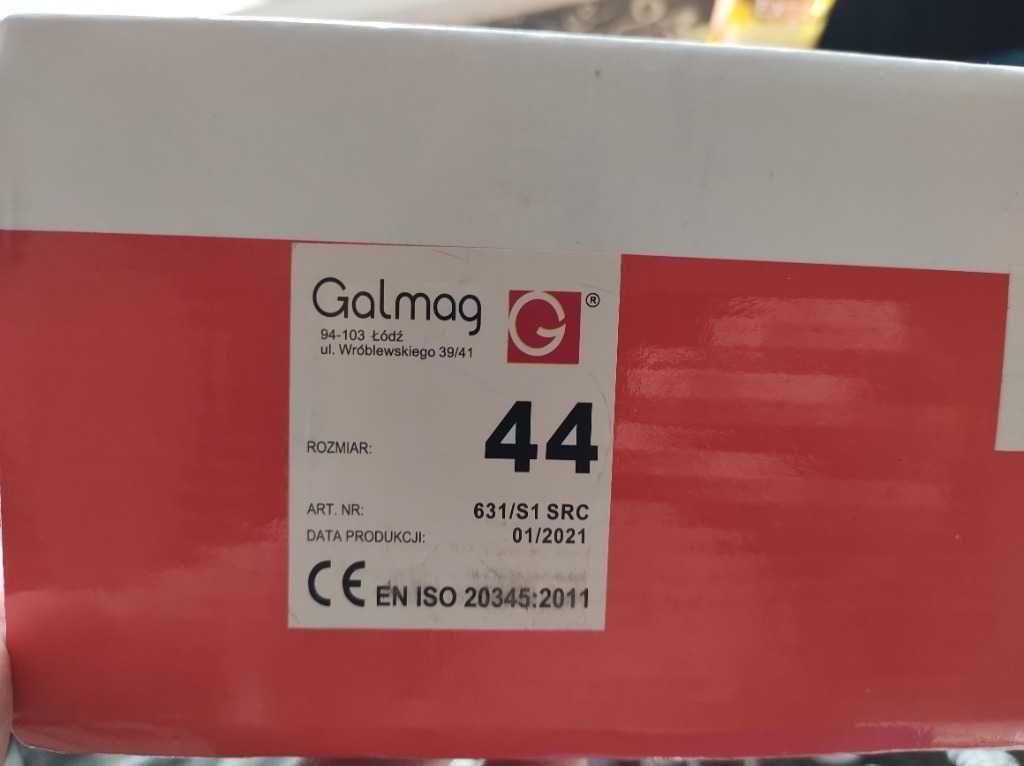 Galmag
94-103 Łódź
ul. Wróblewskiego 39/41
G ®
ROZMIAR: 44
ART. NR: 631/S1 SRC
DATA PRODUKCJI: 01/2021
CE EN ISO 20345:2011